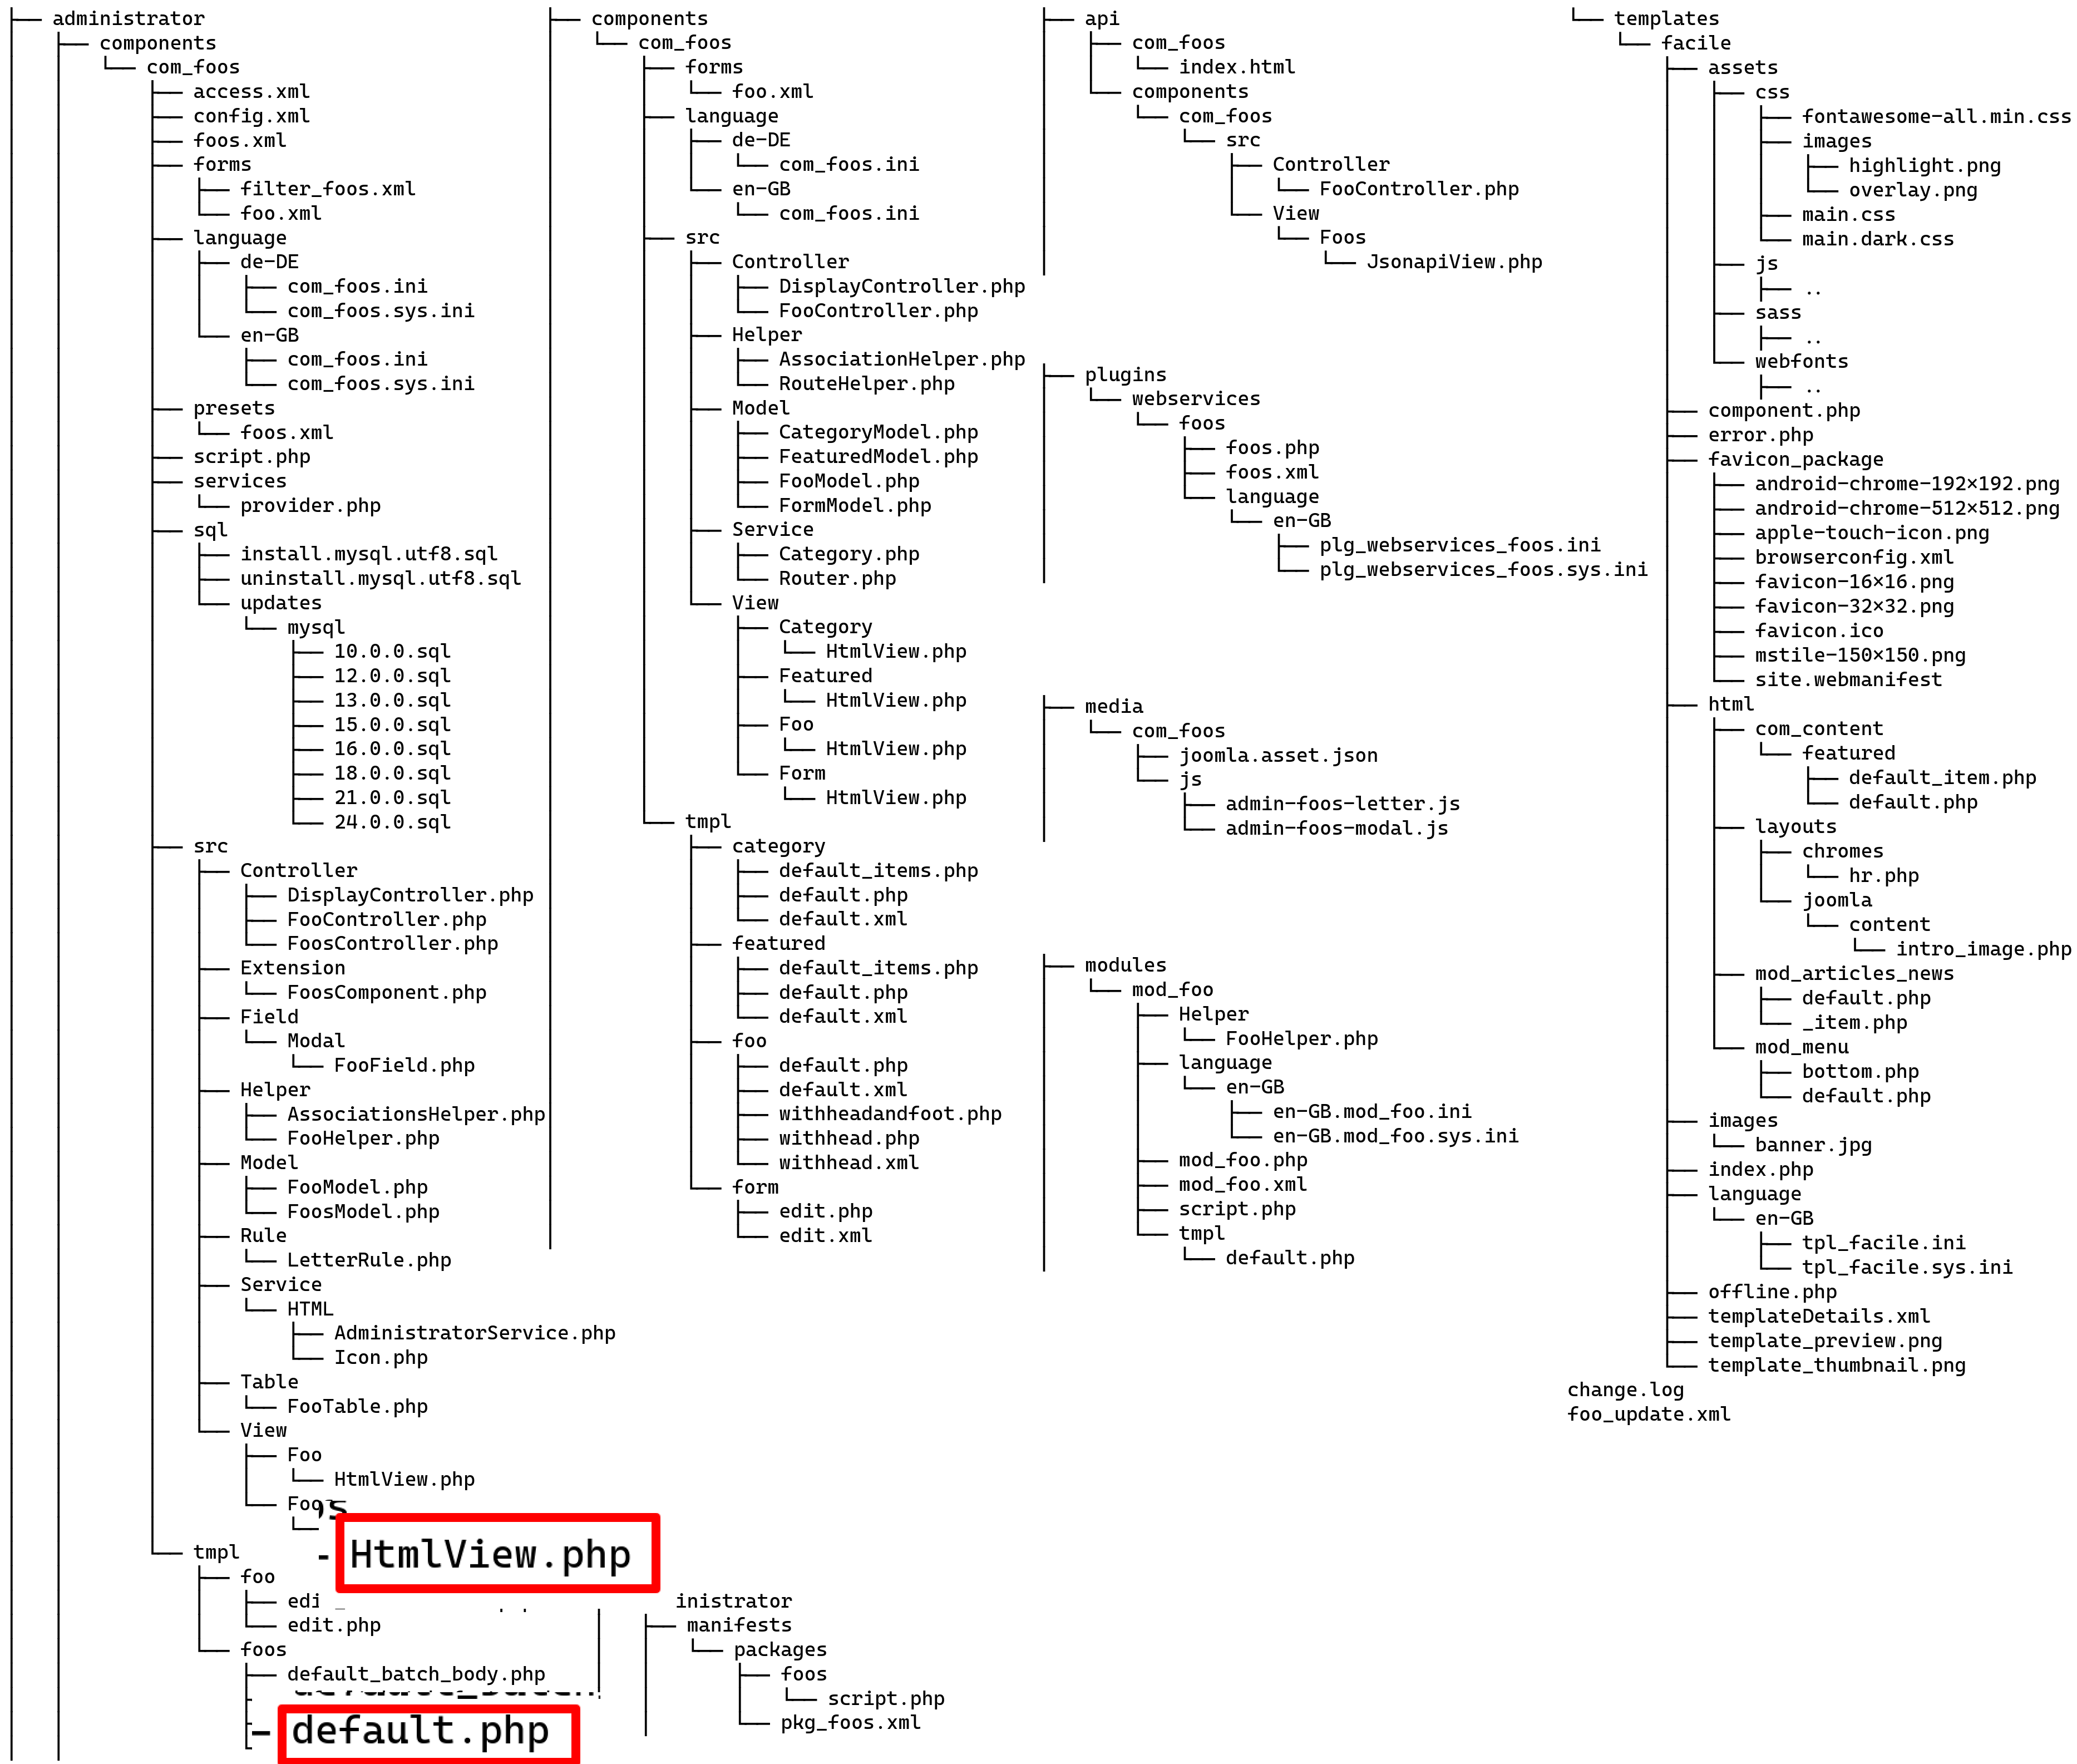 ├── administrator
├── components
└── com_foos
├── access.xml
├── config.xml
├── foos.xml
├── forms
├── filter_foos.xml
└── foo.xml
├── language
├── de-DE
├── com_foos.ini
└── com_foos.sys.ini
└── en-GB
├── com_foos.ini
└── com_foos.sys.ini
├── presets
└── foos.xml
├── script.php
├── services
└── provider.php
├── sql
├── install.mysql.utf8.sql
├── uninstall.mysql.utf8.sql
└── updates
└── mysql
├── 10.0.0.sql
├── 12.0.0.sql
├── 13.0.0.sql
├── 15.0.0.sql
├── 16.0.0.sql
├── 18.0.0.sql
├── 21.0.0.sql
└── 24.0.0.sql
├── src
├── Controller
├── DisplayController.php
├── FooController.php
└── FoosController.php
├── Extension
└── FoosComponent.php
├── Field
└── Modal
└── FooField.php
├── Helper
├── AssociationsHelper.php
└── FooHelper.php
├── Model
├── FooModel.php
└── FoosModel.php
├── Rule
└── LetterRule.php
├── Service
└── HTML
├── AdministratorService.php
└── Icon.php
├── Table
└── FooTable.php
└── View
├── Foo
└── HtmlView.php
└── Foos
└── HtmlView.php
└── tmpl
├── foo
├── edi
└── edit.php
└── foos
├── default_batch_body.php
default.php
├── components
└── com_foos
├── forms
└── foo.xml
├── language
├── de-DE
└── com_foos.ini
└── en-GB
└── com_foos.ini
├── src
├── Controller
├── DisplayController.php
└── FooController.php
├── Helper
├── AssociationHelper.php
└── RouteHelper.php
├── Model
├── CategoryModel.php
├── FeaturedModel.php
├── FooModel.php
└── FormModel.php
├── Service
├── Category.php
└── Router.php
└── View
├── Category
└── HtmlView.php
├── Featured
└── HtmlView.php
├── Foo
└── HtmlView.php
└── Form
└── HtmlView.php
└── tmpl
├── category
├── default_items.php
├── default.php
└── default.xml
├── featured
├── default_items.php
├── default.php
└── default.xml
├── foo
├── default.php
├── default.xml
├── withheadandfoot.php
├── withhead.php
└── withhead.xml
└── form
├── edit.php
└── edit.xml
inistrator
├── manifests
└── packages
├── foos
└── script.php
└── pkg_foos.xml
├── api
├── com_foos
└── index.html
└── components
└── com_foos
└── src
├── Controller
└── FooController.php
└── View
└── Foos
└── JsonapiView.php
├── plugins
└── webservices
└── foos
├── foos.php
├── foos.xml
└── language
└── en-GB
├── plg_webservices_foos.ini
└── plg_webservices_foos.sys.ini
├── media
└── com_foos
├── joomla.asset.json
└── js
├── admin-foos-letter.js
└── admin-foos-modal.js
├── modules
└── mod_foo
├── Helper
└── FooHelper.php
├── language
└── en-GB
├── en-GB.mod_foo.ini
└── en-GB.mod_foo.sys.ini
├── mod_foo.php
├── mod_foo.xml
├── script.php
└── tmpl
└── default.php
└── templates
└── facile
├── assets
├── css
├── fontawesome-all.min.css
├── images
├── highlight.png
└── overlay.png
├── main.css
└── main.dark.css
├── js
├── ..
├── sass
├── ..
└── webfonts
├── ..
├── component.php
├── error.php
├── favicon_package
├── android-chrome-192×192.png
├── android-chrome-512×512.png
├── apple-touch-icon.png
├── browserconfig.xml
├── favicon-16×16.png
├── favicon-32×32.png
├── favicon.ico
├── mstile-150×150.png
└── site.webmanifest
├── html
├── com_content
└── featured
├── default_item.php
└── default.php
├── layouts
├── chromes
└── hr.php
└── joomla
└── content
└── intro_image.php
├── mod_articles_news
├── default.php
└── _item.php
└── mod_menu
├── bottom.php
└── default.php
├── images
└── banner.jpg
├── index.php
├── language
└── en-GB
├── tpl_facile.ini
└── tpl_facile.sys.ini
├── offline.php
├── templateDetails.xml
├── template_preview.png
└── template_thumbnail.png
change.log
foo_update.xml